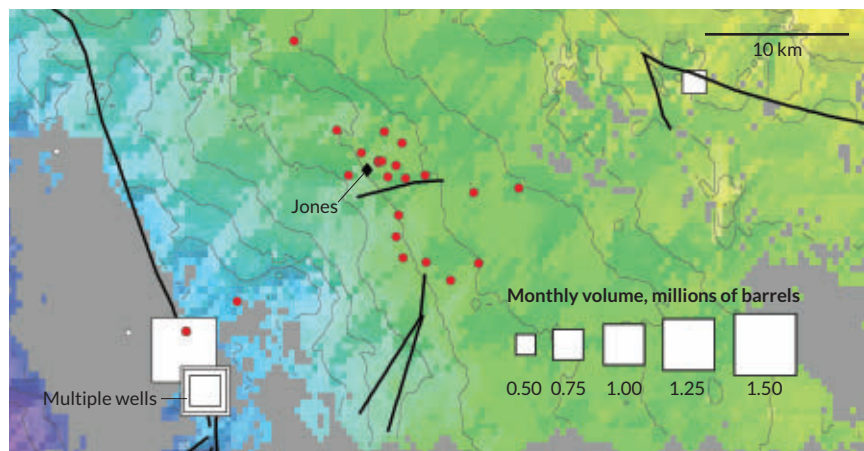 10 km
Jones
Monthly volume, millions of barrels
0.50 0.75 1.00 1.25 1.50
Multiple wells